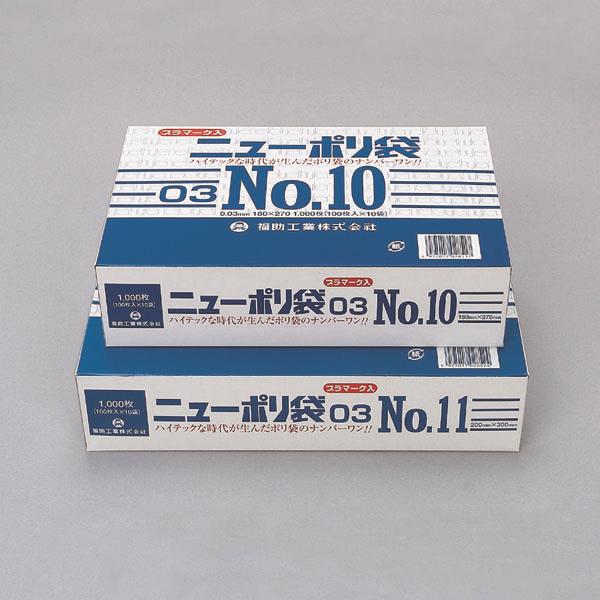 プラマーク入
ニューポリ袋
ハイテックな時代が生んだポリ袋のナンバーワン!!
03 No.10
0.03mm 180×270 1,000枚(100枚入×10袋)
福助工業株式会社
紙
1,000枚
(100枚入×10袋)
福助工業株式会社
プラマーク入
ニューポリ袋 03 No.10
ハイテックな時代が生んだポリ袋のナンバーワン!!
180mm×270mm
1,000枚
(100枚入×10袋)
福助工業株式会社
プラマーク入
ニューポリ袋 03 No.11
ハイテックな時代が生んだポリ袋のナンバーワン!!
200mm×300mm